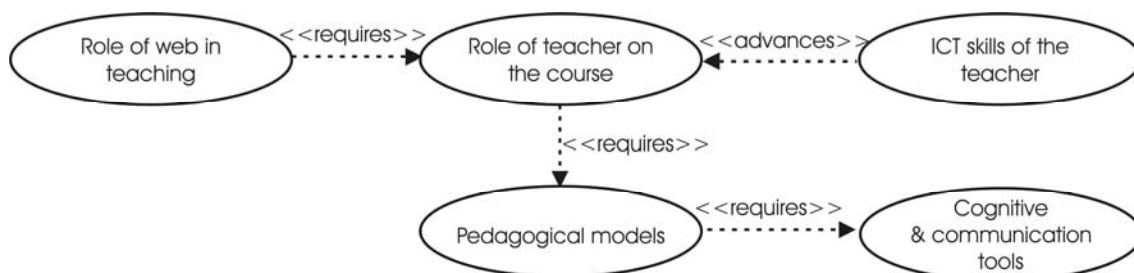 Role of web in
teaching
<<requires>>
Role of teacher on
the course
<<advances>>
ICT skills of the
teacher
<<requires>>
Pedagogical models
<<requires>>
Cognitive
& communication
tools